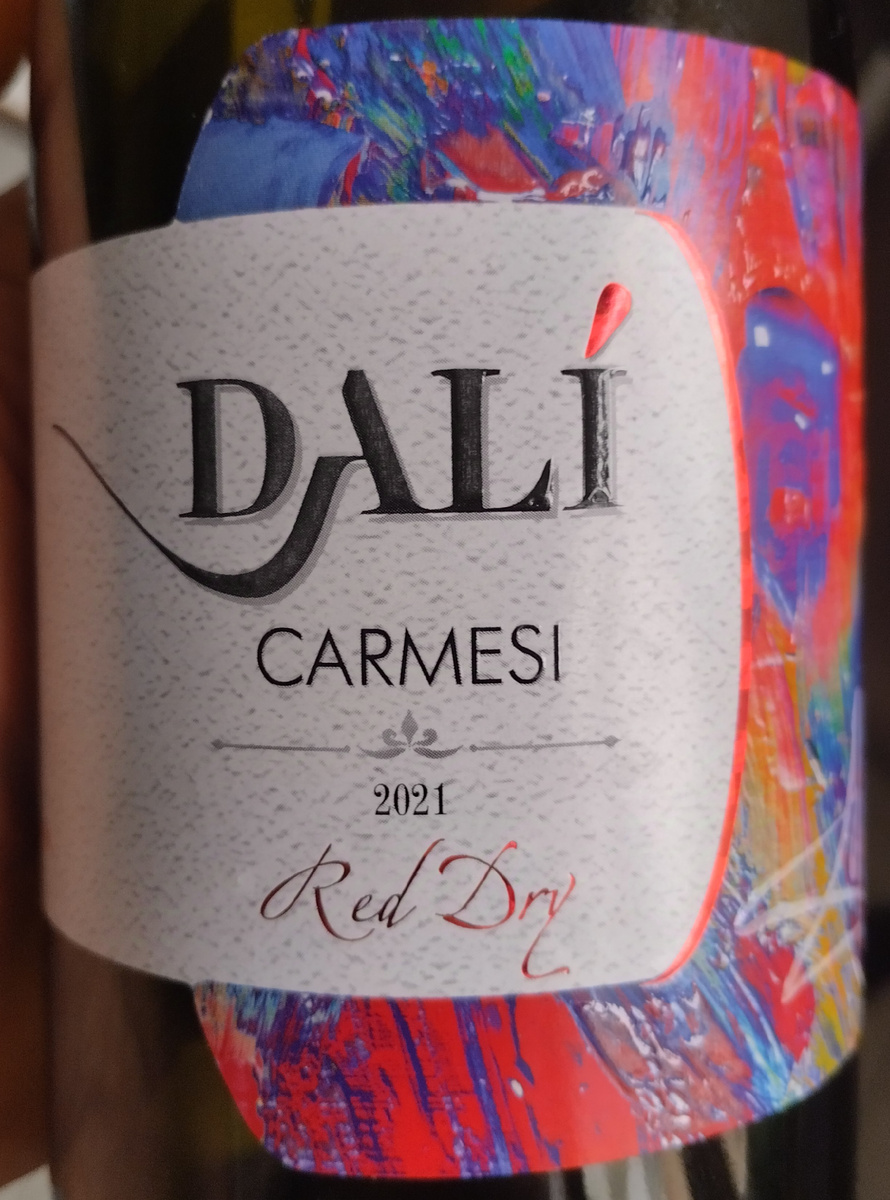 DALÍ
CARMESI
2021
Red Dry